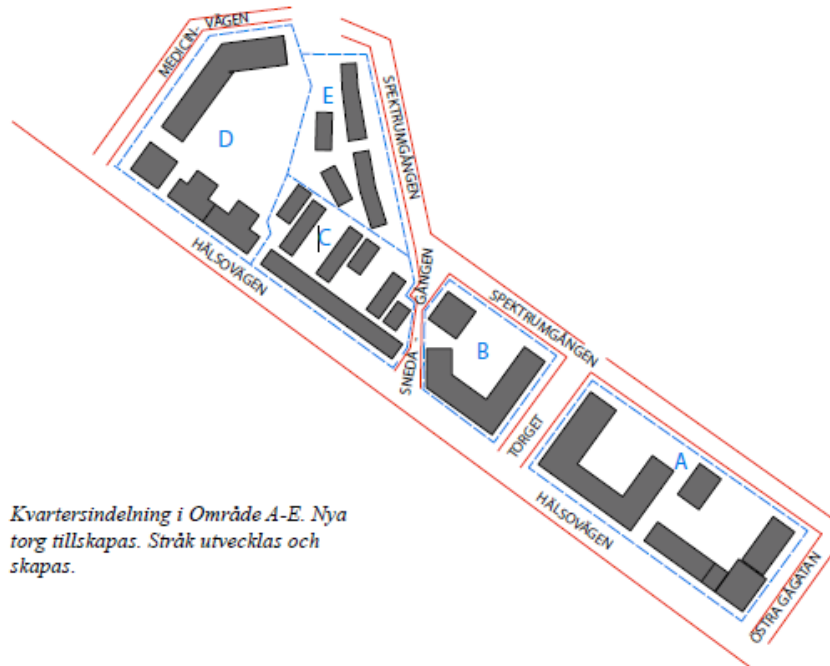 MEDICIN- VÄGEN
SPEKTRUMGÅNGEN
E
D
C
HÄLSOVÄGEN
SNEDA - GÅNGEN
SPEKTRUMGÅNGEN
B
TORGET
A
HÄLSOVÄGEN
ÖSTRA GÅGATAN
Kvartersindelning i Område A-E. Nya
torg tillskapas. Stråk utvecklas och
skapas.